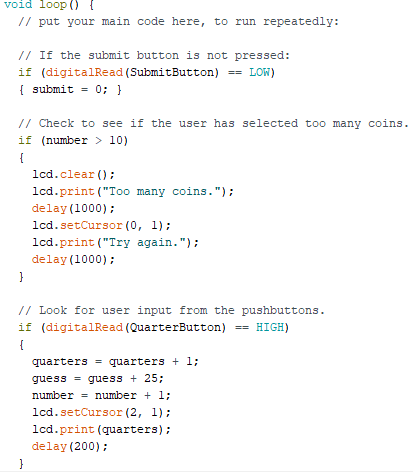 void loop() {
  // put your main code here, to run repeatedly:

  // If the submit button is not pressed:
  if (digitalRead(SubmitButton) == LOW)
  { submit = 0; }

  // Check to see if the user has selected too many coins.
  if (number > 10)
  {
    lcd.clear();
    lcd.print("Too many coins.");
    delay(1000);
    lcd.setCursor(0, 1);
    lcd.print("Try again.");
    delay(1000);
  }

  // Look for user input from the pushbuttons.
  if (digitalRead(QuarterButton) == HIGH)
  {
    quarters = quarters + 1;
    guess = guess + 25;
    number = number + 1;
    lcd.setCursor(2, 1);
    lcd.print(quarters);
    delay(200);
  }